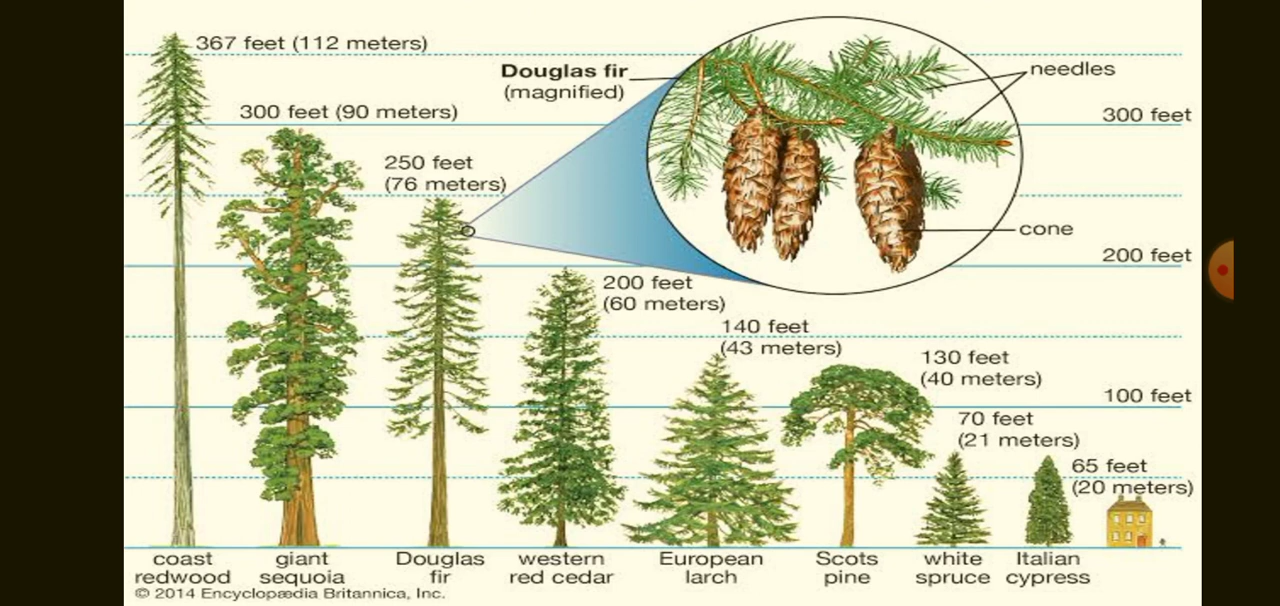 367 feet (112 meters)
Douglas fir
(magnified)
needles
300 feet (90 meters)
300 feet
250 feet
(76 meters)
cone
200 feet
200 feet
(60 meters)
140 feet
(43 meters)
130 feet
(40 meters)
100 feet
70 feet
(21 meters)
65 feet
(20 meters)
coast
redwood
giant
sequoia
Douglas
fir
western
red cedar
European
larch
Scots
pine
white
spruce
Italian
cypress
© 2014 Encyclopædia Britannica, Inc.